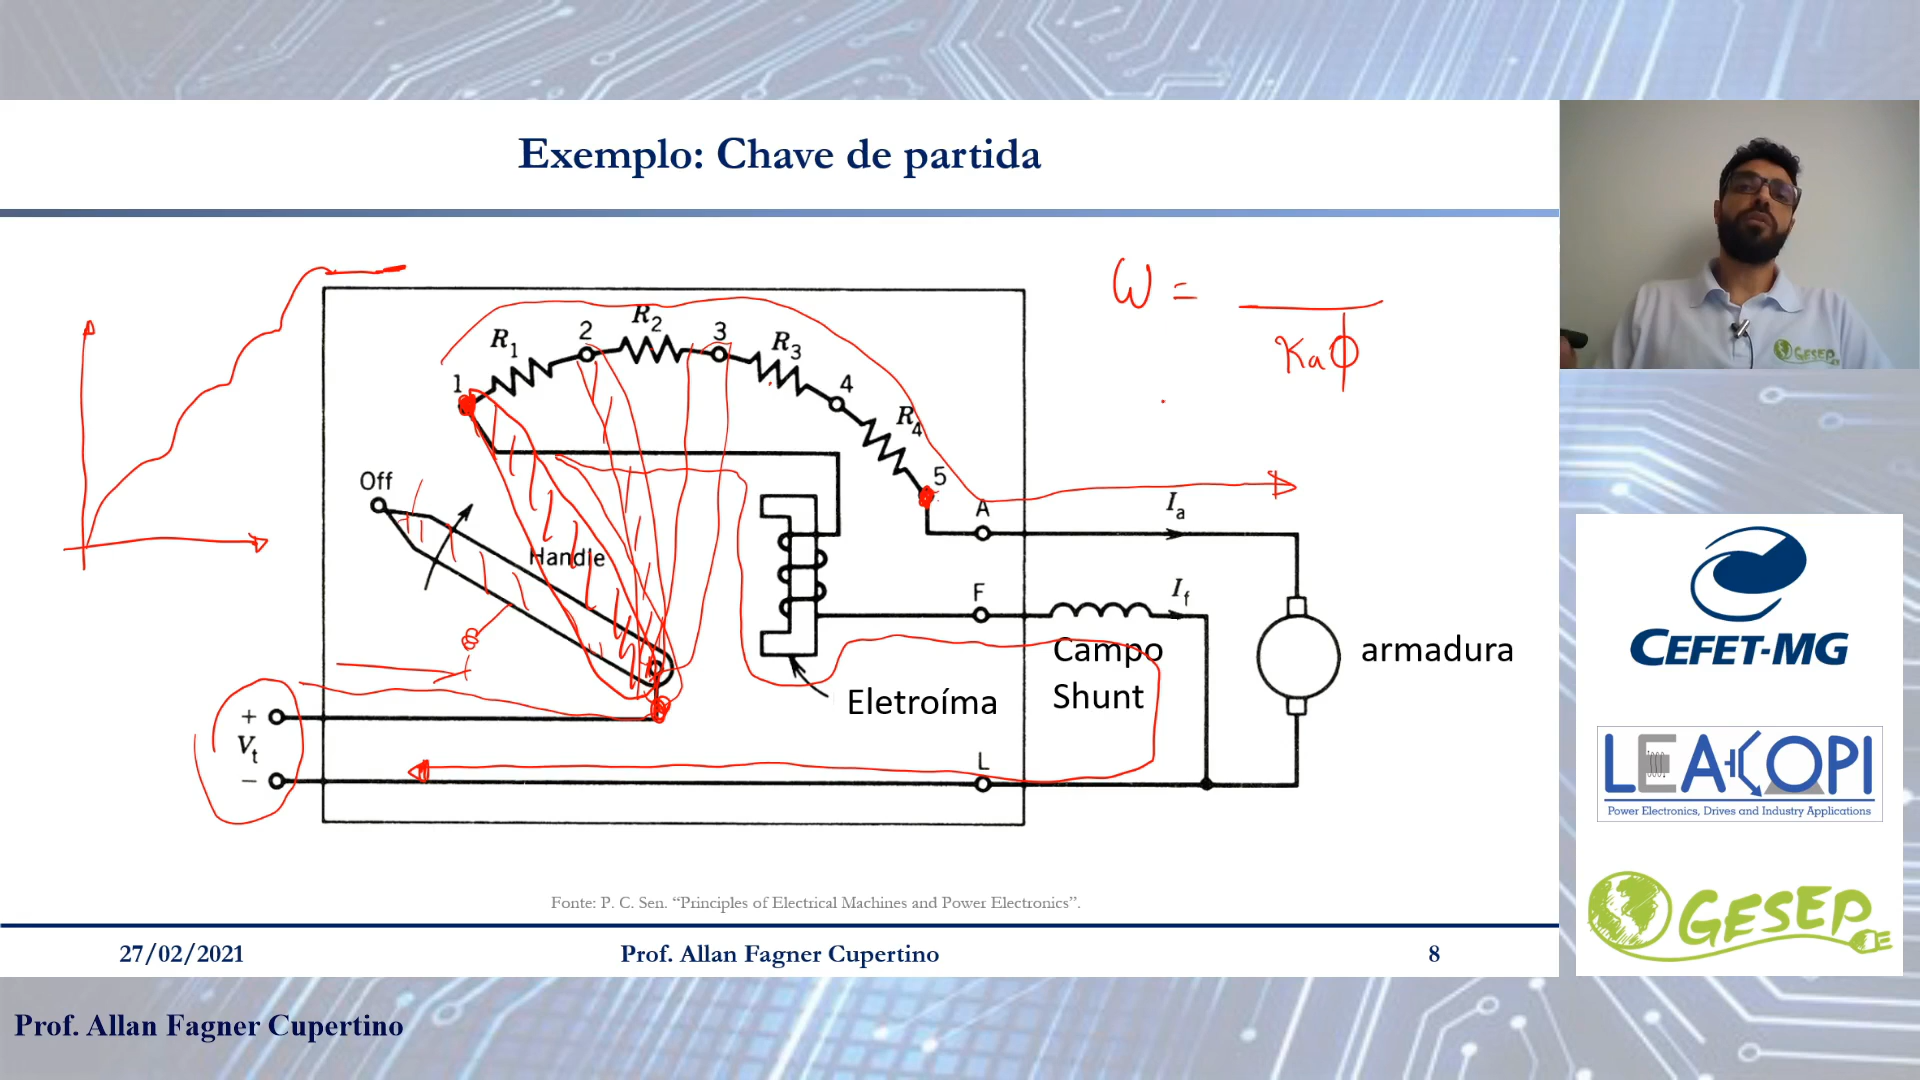 Exemplo: Chave de partida
ω =
KaΦ
R1
2
R2
3
R3
1
4
R4
Off
5
A
Ia
Handle
F
If
Campo
Shunt
armadura
Eletroíma
+
Vt
−
L
Fonte: P. C. Sen. “Principles of Electrical Machines and Power Electronics”.
27/02/2021
Prof. Allan Fagner Cupertino
8
Prof. Allan Fagner Cupertino
GESEP
CEFET-MG
LEACOPI
Power Electronics, Drives and Industry Applications
GESEP